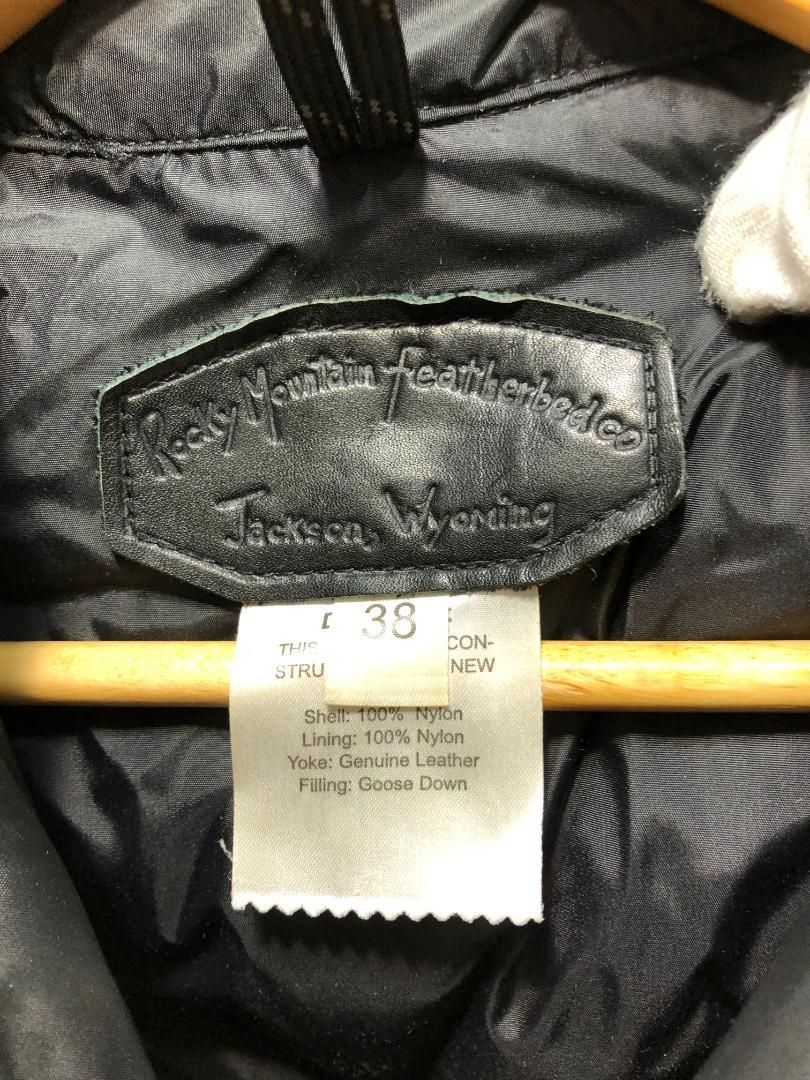 Rocky Mountain Featherbed co
Jackson, Wyoming
38
CON-
STRU NEW
Shell: 100% Nylon
Lining: 100% Nylon
Yoke: Genuine Leather
Filling: Goose Down